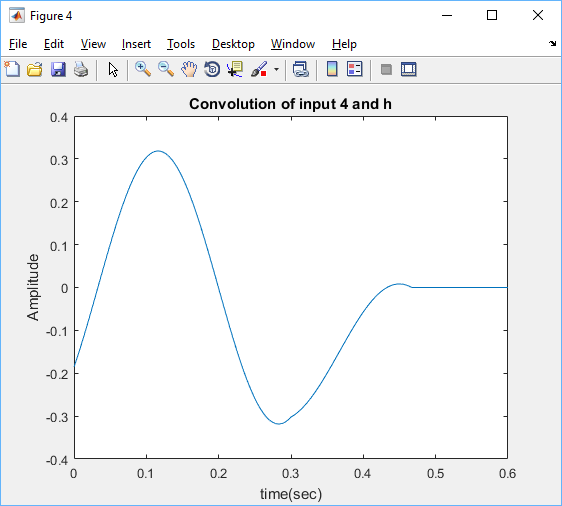 Figure 4
File Edit View Insert Tools Desktop Window Help
Convolution of input 4 and h
0.4
0.3
0.2
0.1
0
-0.1
-0.2
-0.3
-0.4
Amplitude
0 0.1 0.2 0.3 0.4 0.5 0.6
time(sec)